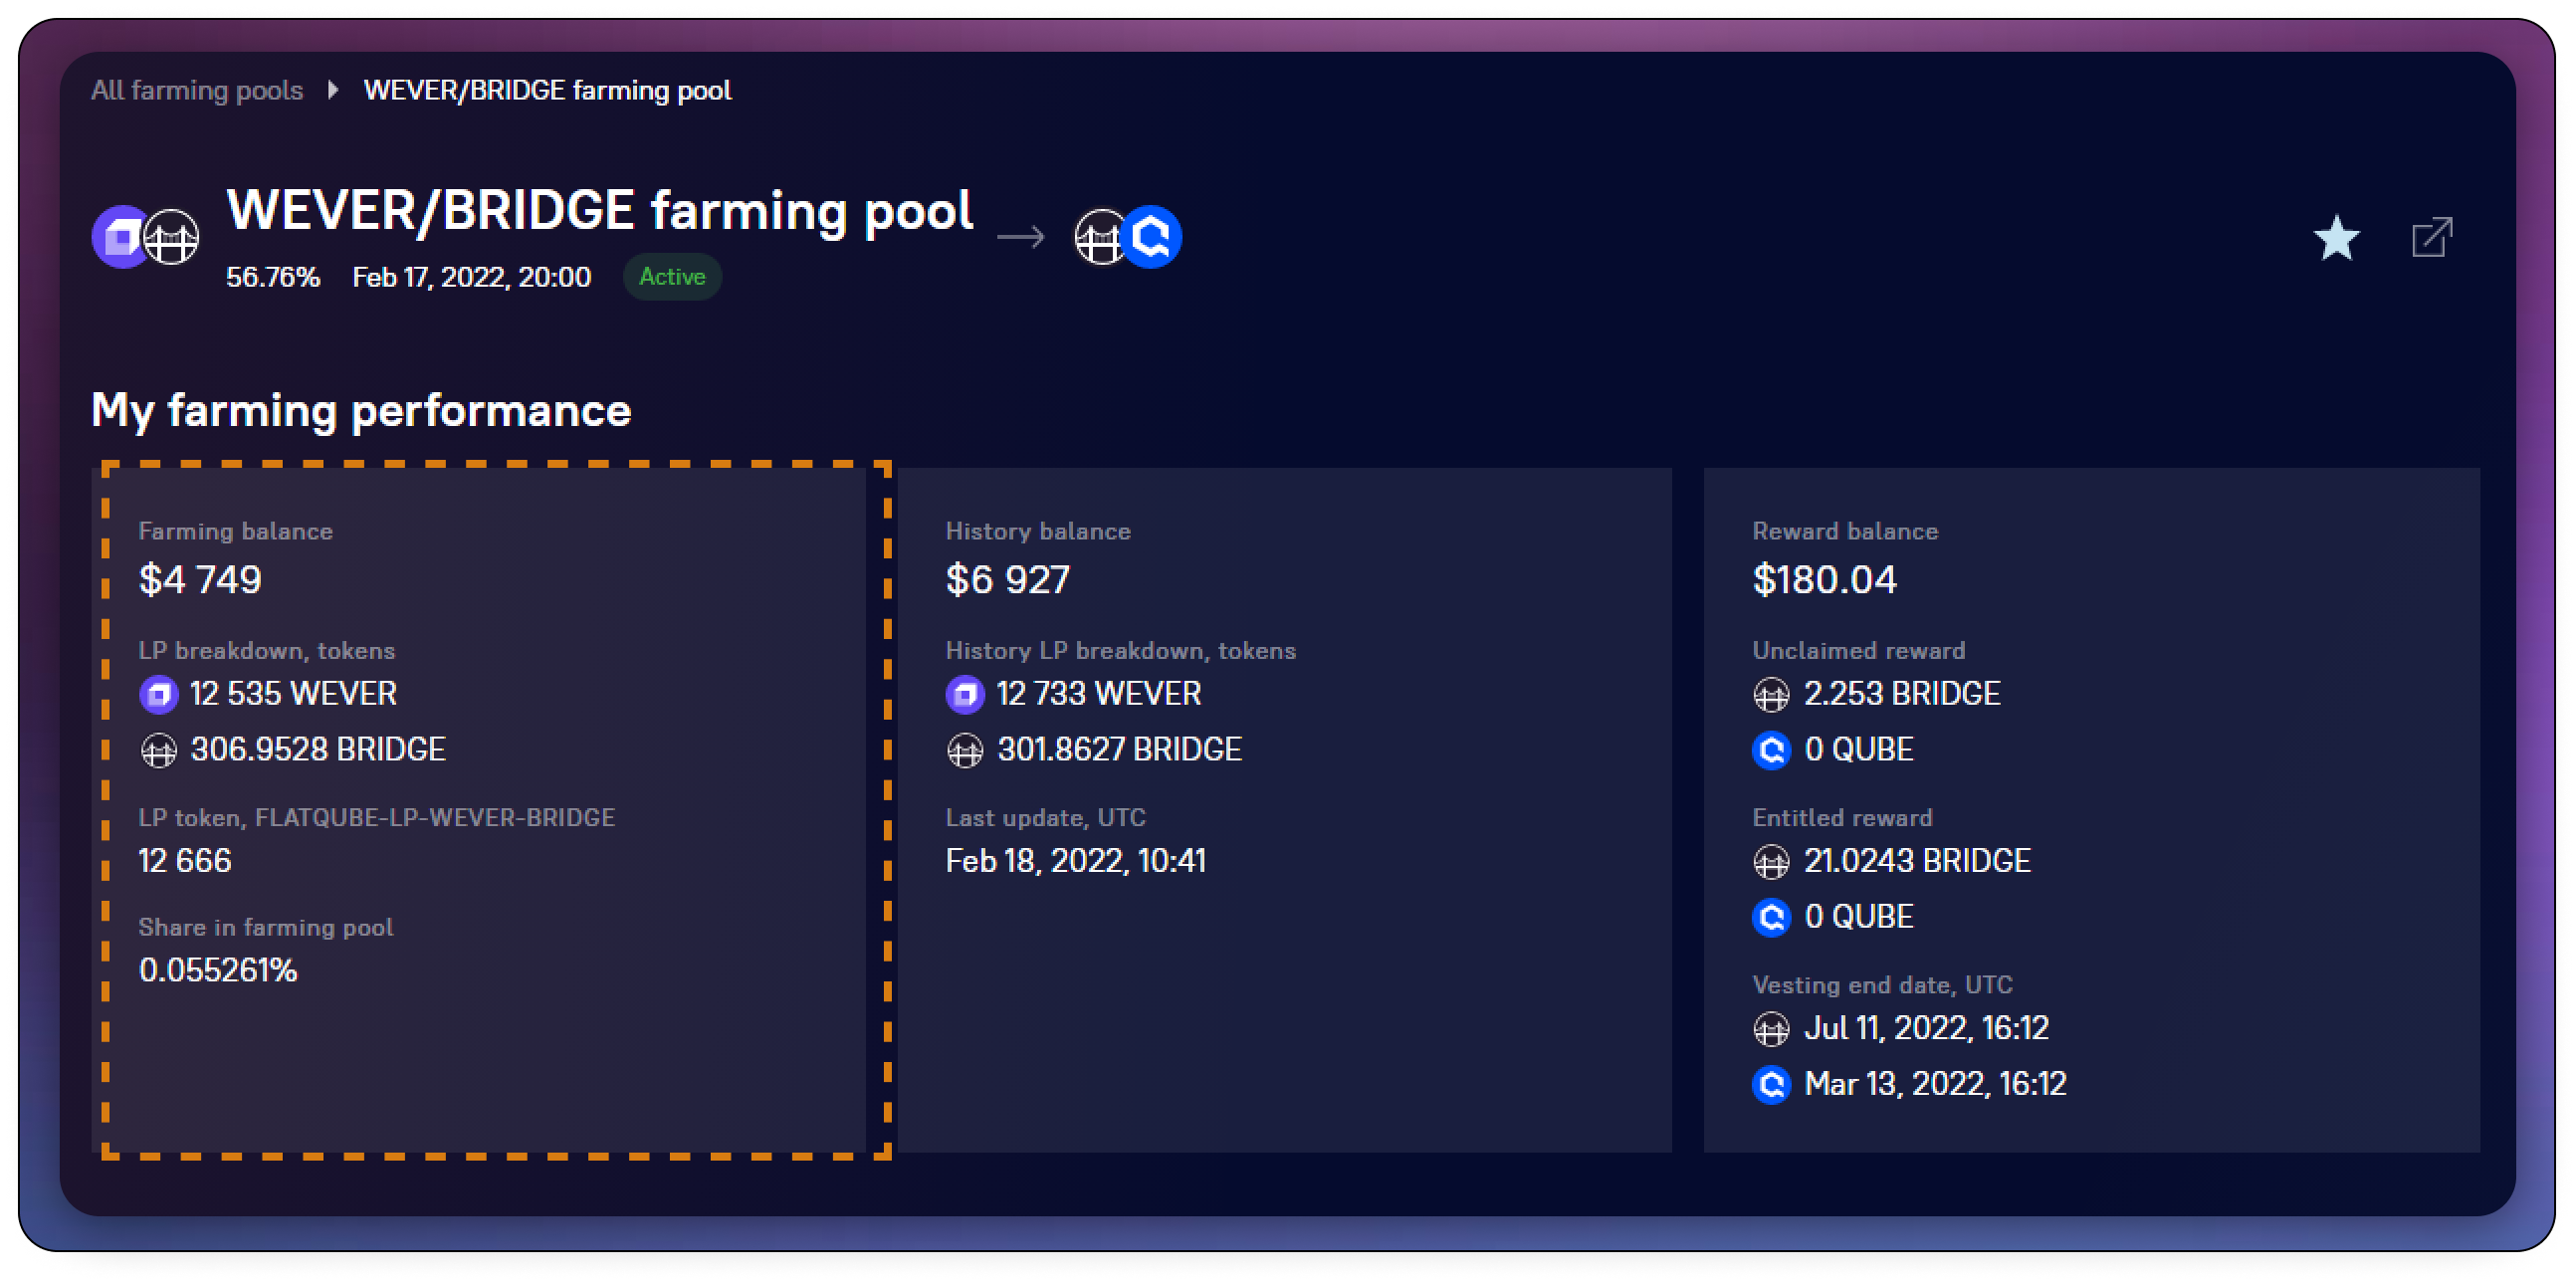 All farming pools WEVER/BRIDGE farming pool
WEVER/BRIDGE farming pool
56.76% Feb 17, 2022, 20:00 Active
My farming performance
Farming balance
$4 749
LP breakdown, tokens
12 535 WEVER
306.9528 BRIDGE
LP token, FLATQUBE-LP-WEVER-BRIDGE
12 666
Share in farming pool
0.055261%
History balance
$6 927
History LP breakdown, tokens
12 733 WEVER
301.8627 BRIDGE
Last update, UTC
Feb 18, 2022, 10:41
Reward balance
$180.04
Unclaimed reward
2.253 BRIDGE
0 QUBE
Entitled reward
21.0243 BRIDGE
0 QUBE
Vesting end date, UTC
Jul 11, 2022, 16:12
Mar 13, 2022, 16:12